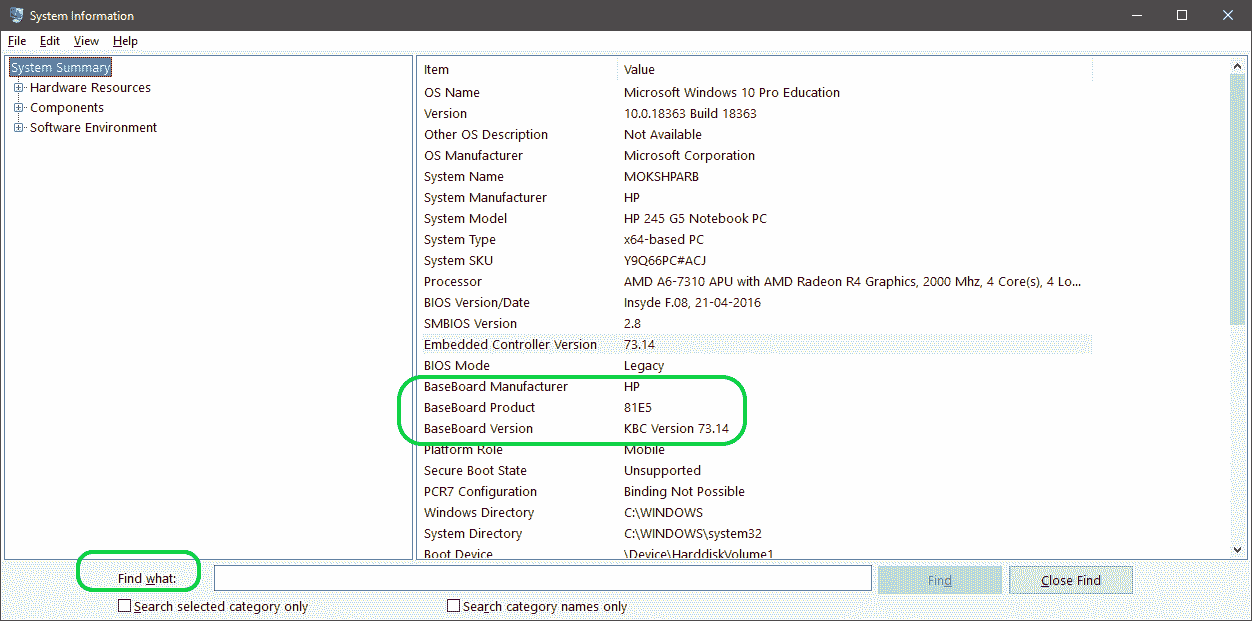 System Information
File Edit View Help
System Summary
Hardware Resources
Components
Software Environment
Item Value
OS Name Microsoft Windows 10 Pro Education
Version 10.0.18363 Build 18363
Other OS Description Not Available
OS Manufacturer Microsoft Corporation
System Name MOKSHPARB
System Manufacturer HP
System Model HP 245 G5 Notebook PC
System Type x64-based PC
System SKU Y9Q66PC#ACJ
Processor AMD A6-7310 APU with AMD Radeon R4 Graphics, 2000 Mhz, 4 Core(s), 4 Lo...
BIOS Version/Date Insyde F.08, 21-04-2016
SMBIOS Version 2.8
Embedded Controller Version 73.14
BIOS Mode Legacy
BaseBoard Manufacturer HP
BaseBoard Product 81E5
BaseBoard Version KBC Version 73.14
Platform Role Mobile
Secure Boot State Unsupported
PCR7 Configuration Binding Not Possible
Windows Directory C:\WINDOWS
System Directory C:\WINDOWS\system32
Boot Device \Device\HarddiskVolume1
Find what: Find Close Find
Search selected category only Search category names only